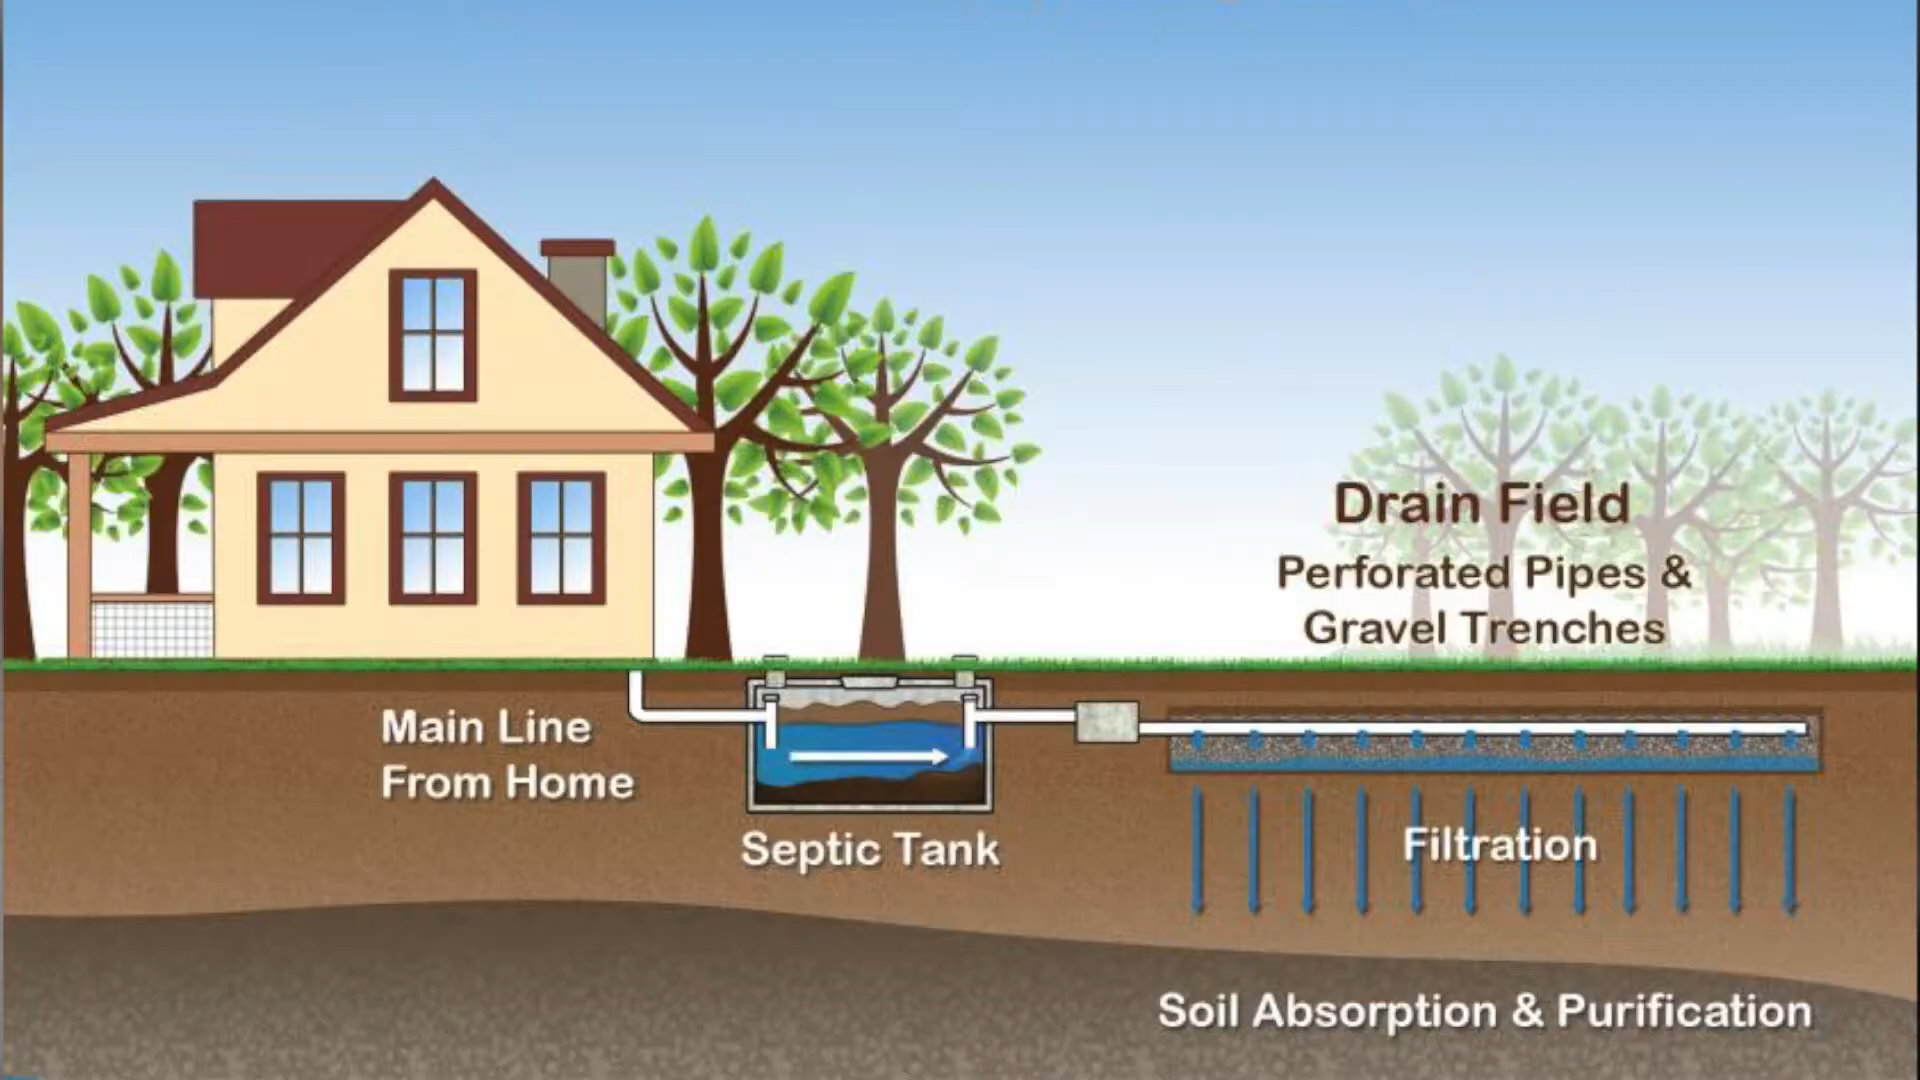 Drain Field
Perforated Pipes &
Gravel Trenches
Main Line
From Home
Septic Tank
Filtration
Soil Absorption & Purification